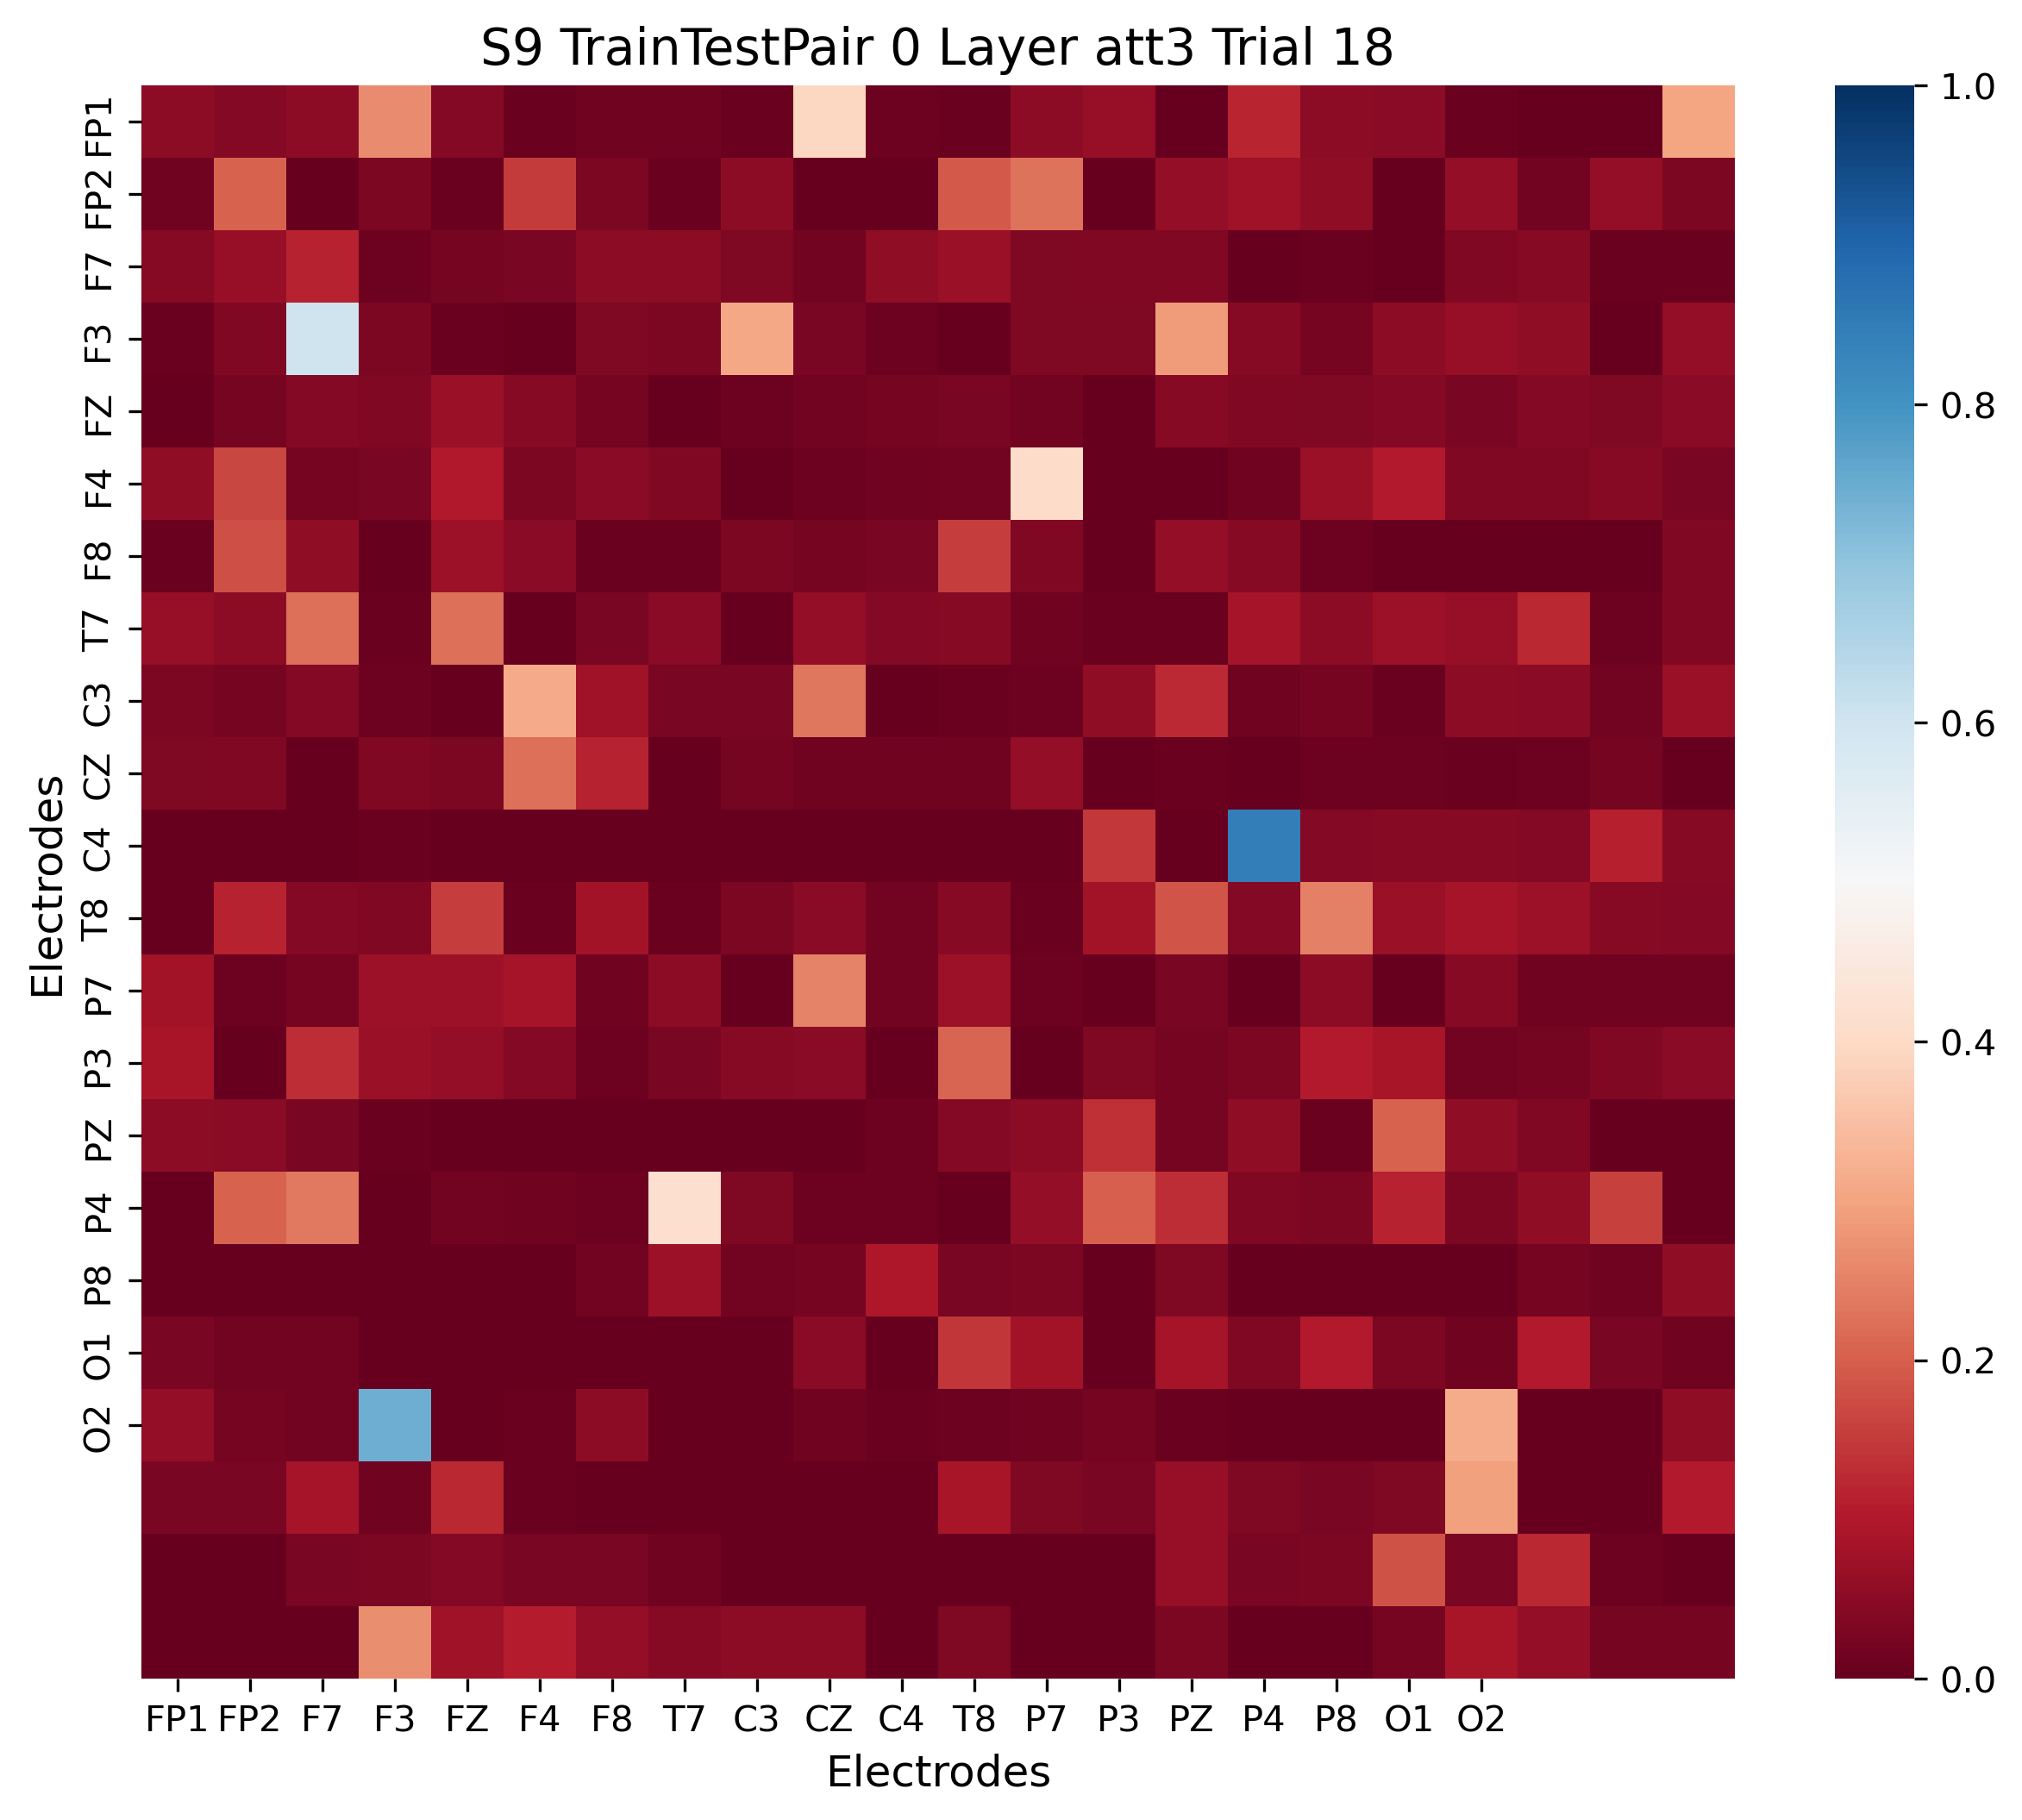 S9 TrainTestPair 0 Layer att3 Trial 18
Electrodes
FP1
FP2
F7
F3
FZ
F4
F8
T7
C3
CZ
C4
T8
P7
P3
PZ
P4
P8
O1
O2
FP1 FP2 F7 F3 FZ F4 F8 T7 C3 CZ C4 T8 P7 P3 PZ P4 P8 O1 O2
Electrodes
1.0
0.8
0.6
0.4
0.2
0.0